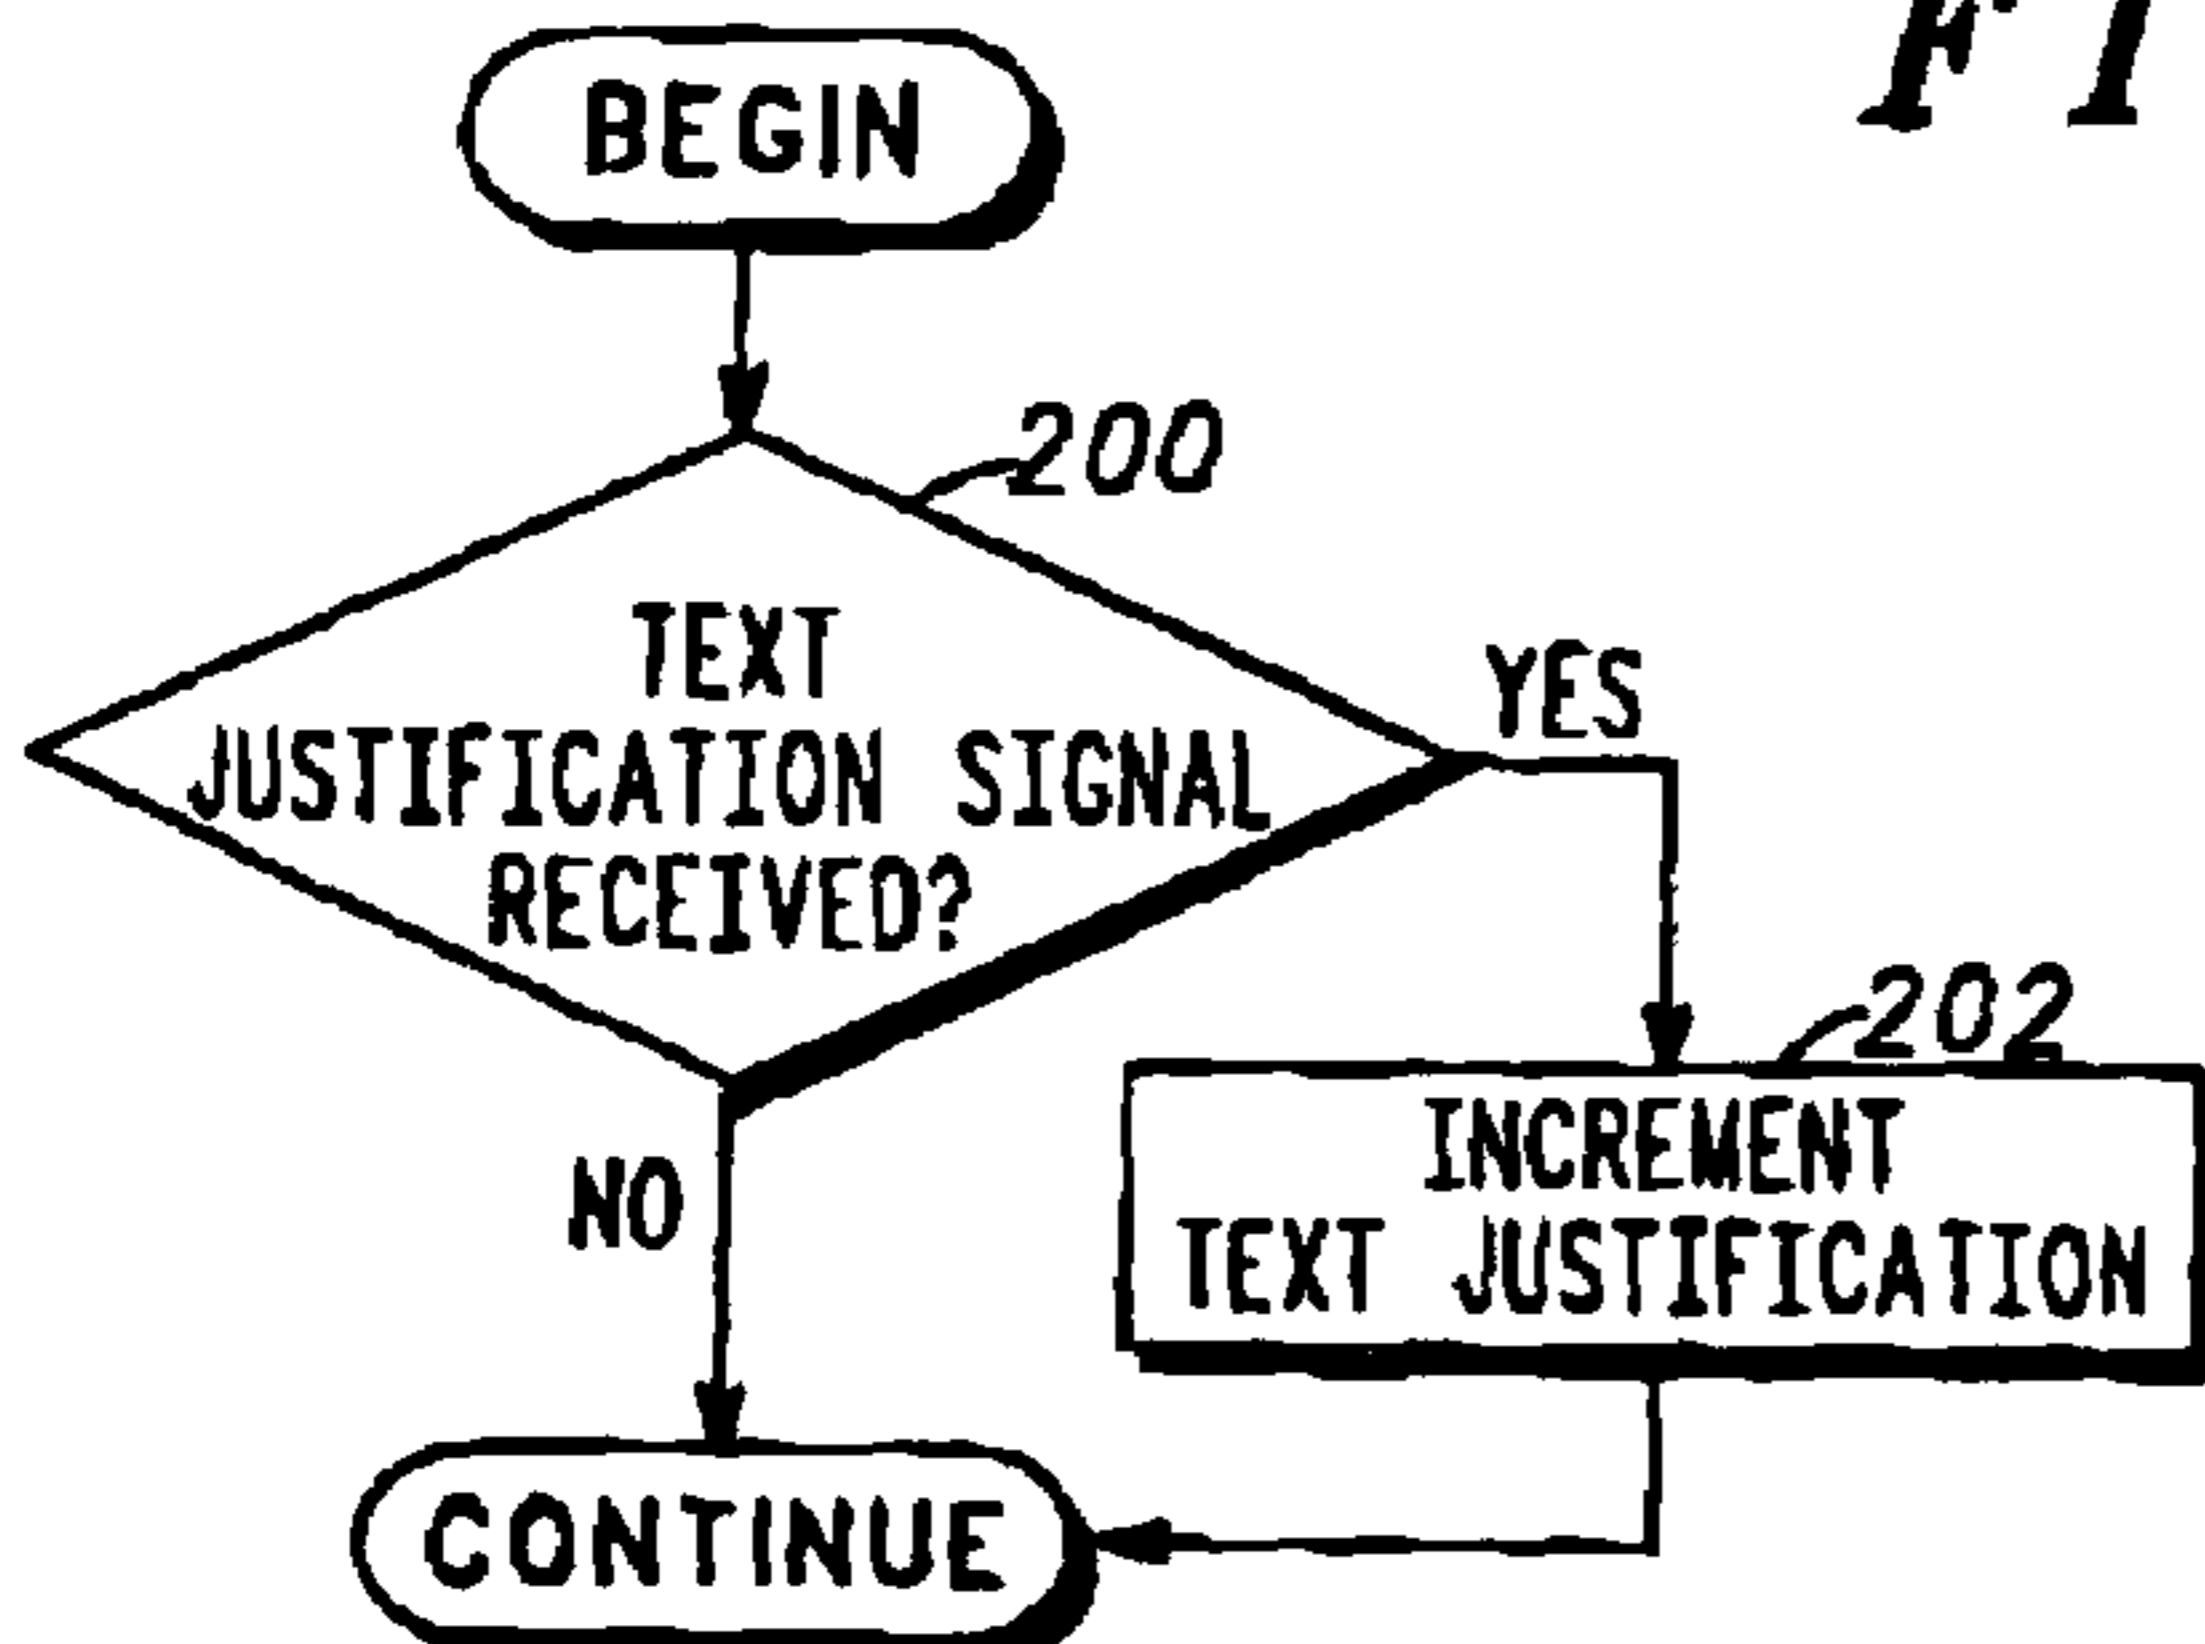 BEGIN
200
TEXT
JUSTIFICATION SIGNAL
RECEIVED?
YES
202
INCREMENT
TEXT JUSTIFICATION
NO
CONTINUE